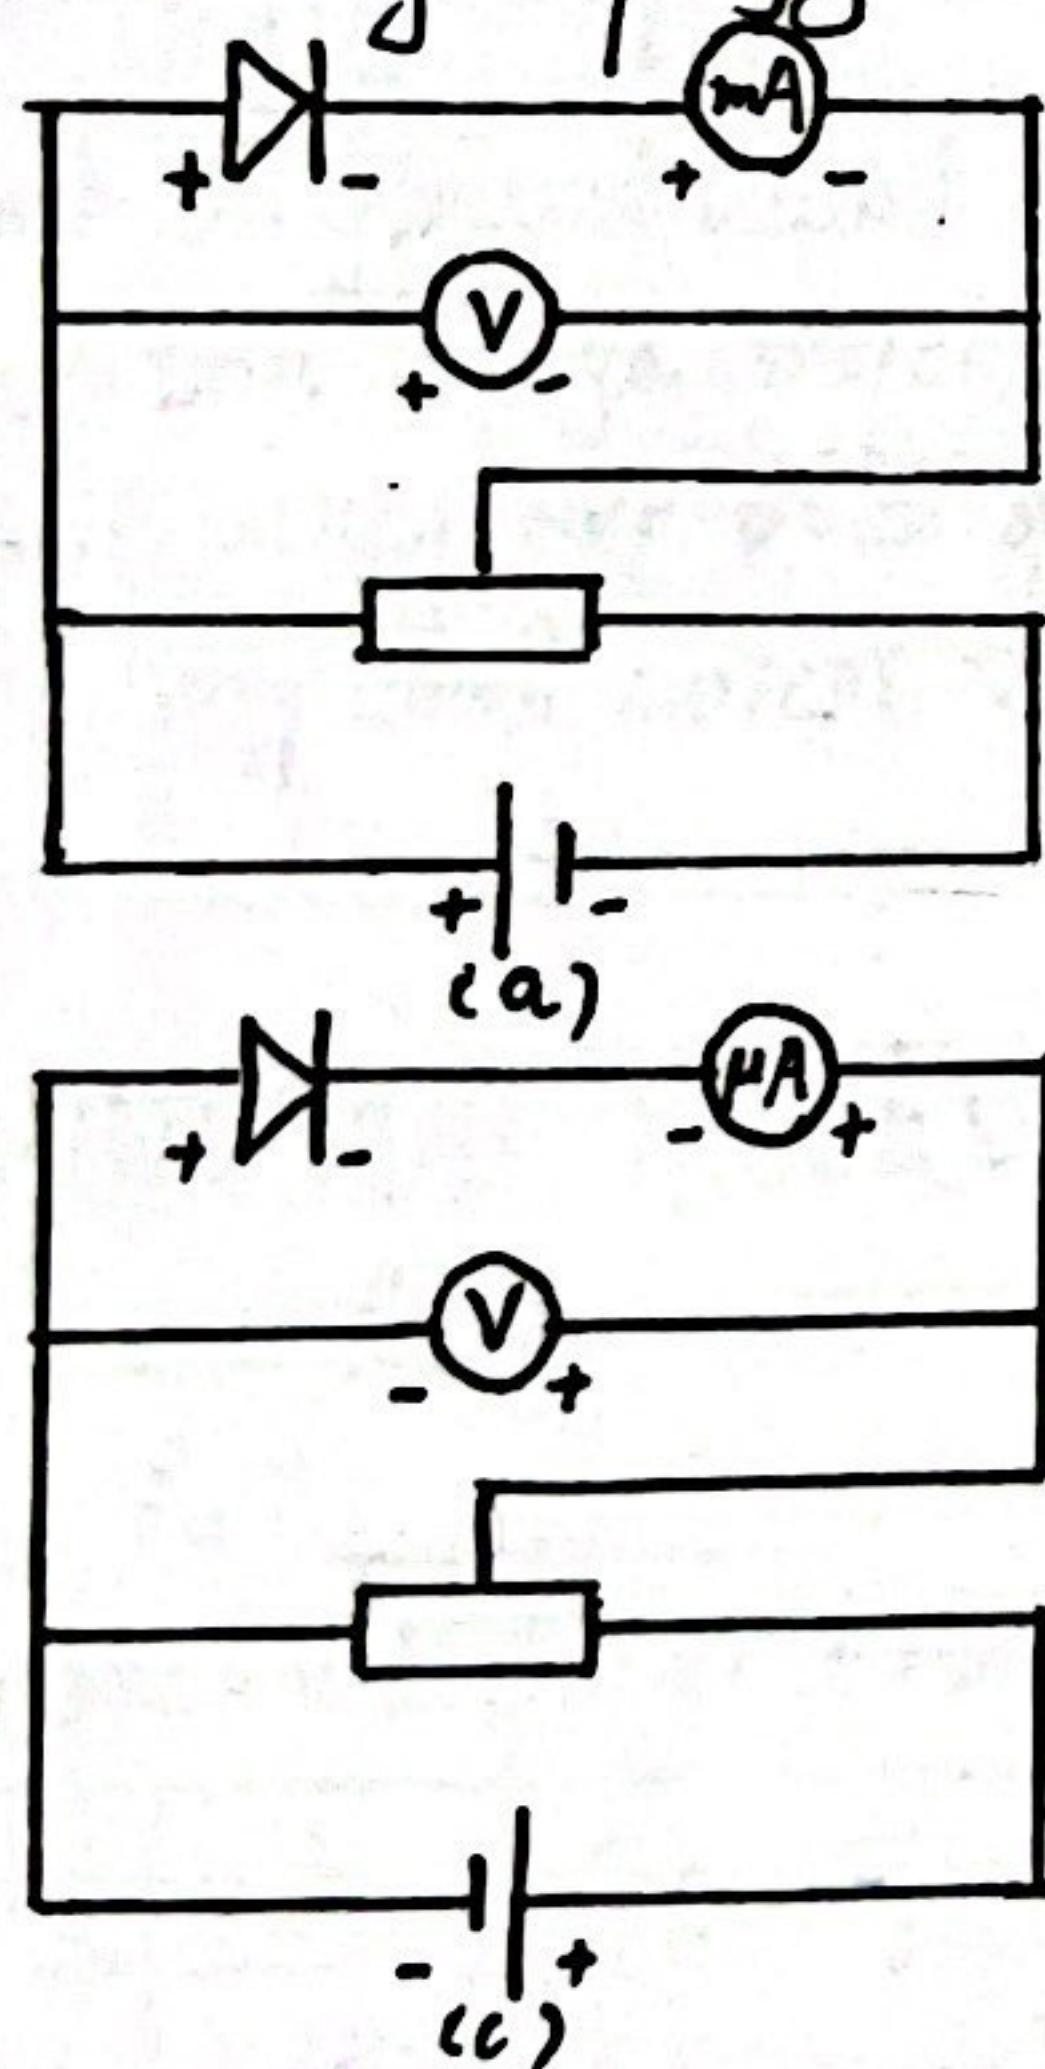 mA
+ - + -
V
+ -
+ -
(a)
μA
+ - - +
V
- +
- +
(c)